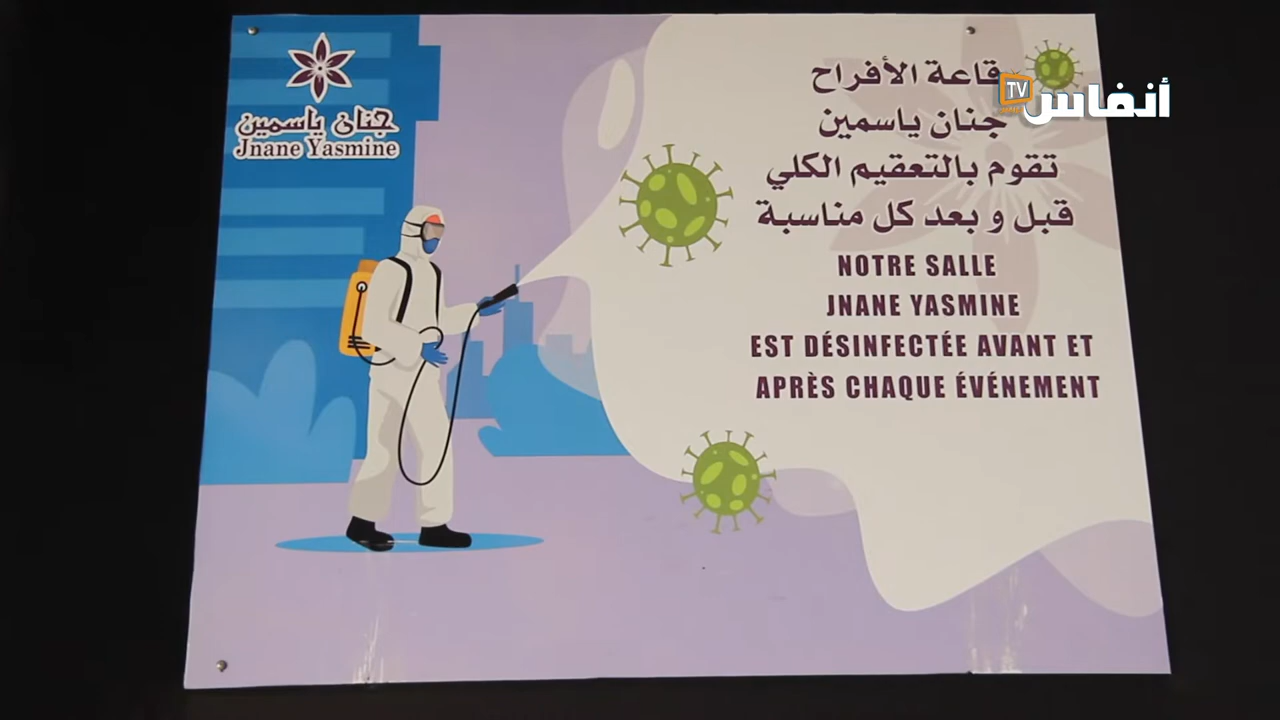 جنان ياسمين
Jnane Yasmine
قاعة الأفراح
جنان ياسمين
تقوم بالتعقيم الكلي
قبل و بعد كل مناسبة
NOTRE SALLE
JNANE YASMINE
EST DÉSINFECTÉE AVANT ET
APRÈS CHAQUE ÉVÉNEMENT
أنفاس TV